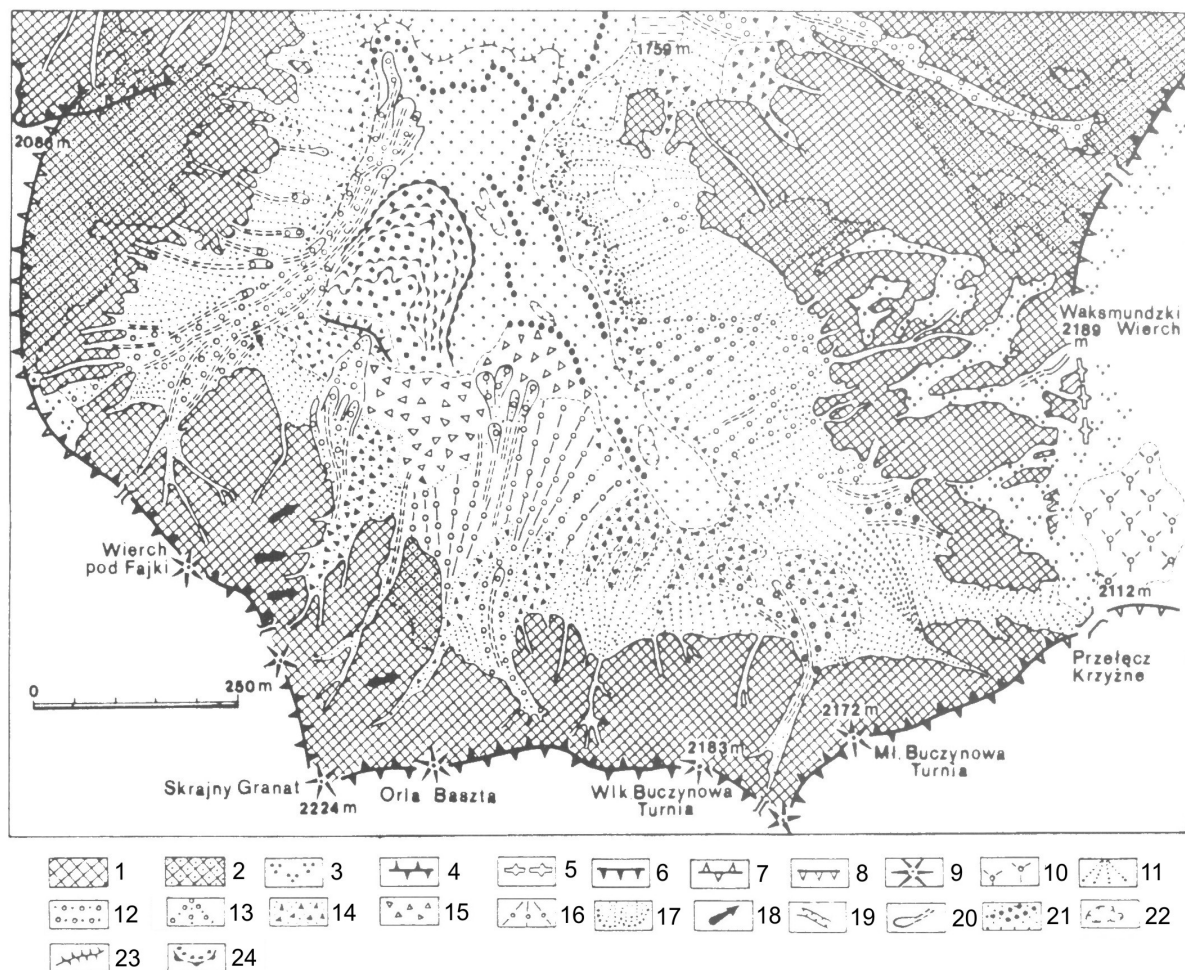 1759 m
2086 m
Waksmundzki
2189 Wierch
m
Wierch
pod Fajki
2112 m
0 250 m
Przełęcz
Krzyżne
2172 m
2183 m
Mł. Buczynowa
Turnia
Skrajny Granat
2224 m
Orla Baszta
Wlk. Buczynowa
Turnia
1 2 3 4 5 6 7 8 9 10 11
12 13 14 15 16 17 18 19 20 21 22
23 24